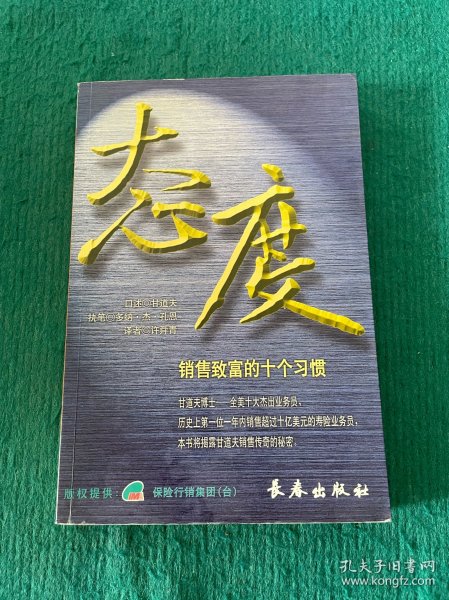 态度
口述◎甘道夫
执笔◎多纳·杰·孔恩
译者◎许舜青
销售致富的十个习惯
甘道夫博士——全美十大杰出业务员、
历史上第一位一年内销售超过十亿美元的寿险业务员，
本书将揭露甘道夫销售传奇的秘密。
版权提供 IMM 保险行销集团(台) 长春出版社
孔夫子旧书网
www.kongfz.com